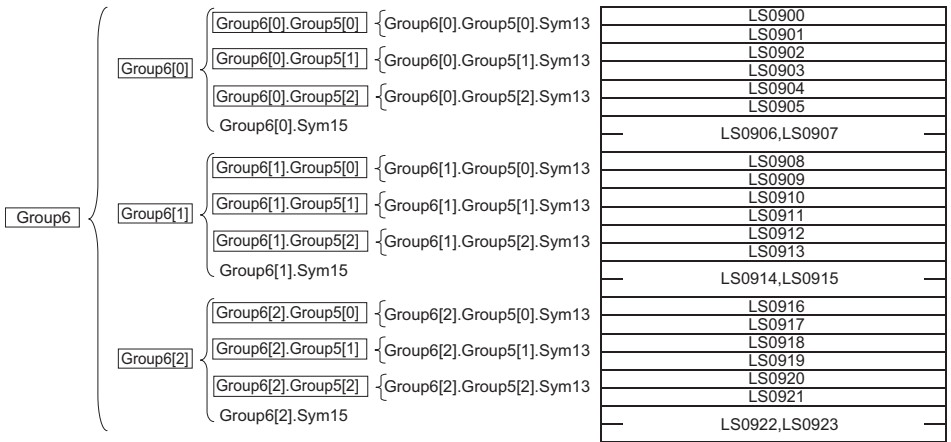 Group6[0].Group5[0] Group6[0].Group5[0].Sym13 LS0900
LS0901
Group6[0] Group6[0].Group5[1] Group6[0].Group5[1].Sym13 LS0902
LS0903
Group6[0].Group5[2] Group6[0].Group5[2].Sym13 LS0904
LS0905
Group6[0].Sym15 LS0906,LS0907
Group6[1].Group5[0] Group6[1].Group5[0].Sym13 LS0908
LS0909
Group6 Group6[1] Group6[1].Group5[1] Group6[1].Group5[1].Sym13 LS0910
LS0911
Group6[1].Group5[2] Group6[1].Group5[2].Sym13 LS0912
LS0913
Group6[1].Sym15 LS0914,LS0915
Group6[2].Group5[0] Group6[2].Group5[0].Sym13 LS0916
LS0917
Group6[2] Group6[2].Group5[1] Group6[2].Group5[1].Sym13 LS0918
LS0919
Group6[2].Group5[2] Group6[2].Group5[2].Sym13 LS0920
LS0921
Group6[2].Sym15 LS0922,LS0923